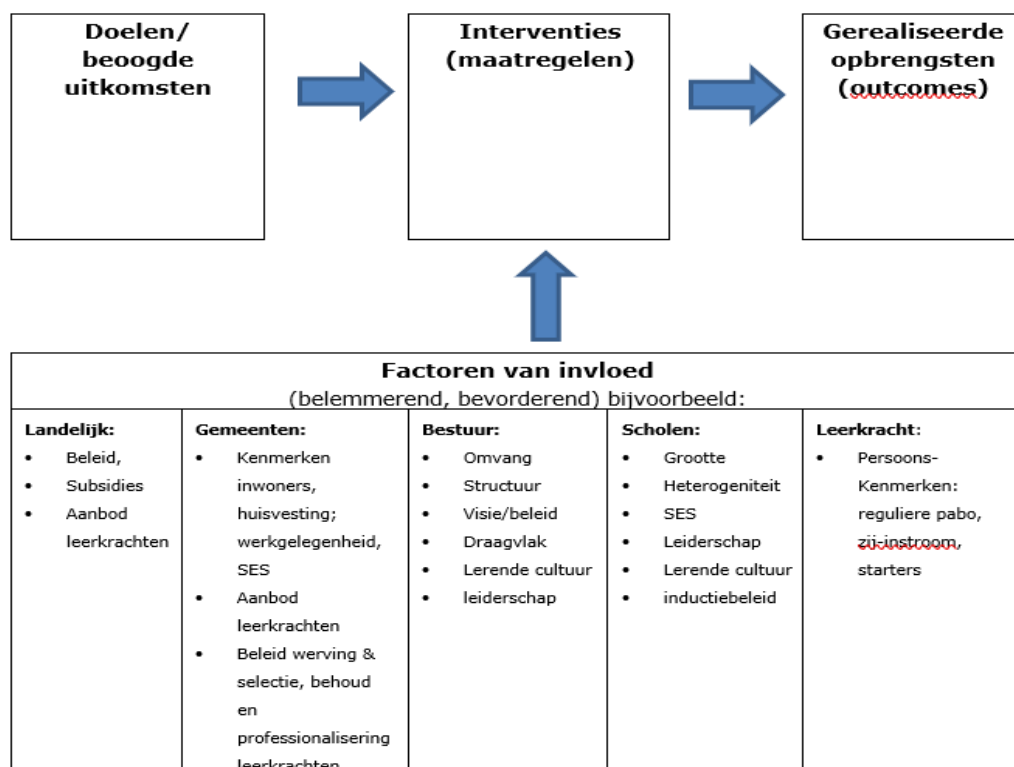 Doelen/
beoogde
uitkomsten
Interventies
(maatregelen)
Gerealiseerde
opbrengsten
(outcomes)
Factoren van invloed
(belemmerend, bevorderend) bijvoorbeeld:
Landelijk:
• Beleid,
• Subsidies
• Aanbod
leerkrachten
Gemeenten:
• Kenmerken
inwoners,
huisvesting;
werkgelegenheid,
SES
• Aanbod
leerkrachten
• Beleid werving &
selectie, behoud
en
professionalisering
leerkrachten
Bestuur:
• Omvang
• Structuur
• Visie/beleid
• Draagvlak
• Lerende cultuur
• leiderschap
Scholen:
• Grootte
• Heterogeniteit
• SES
• Leiderschap
• Lerende cultuur
• inductiebeleid
Leerkracht:
• Persoons-
Kenmerken:
reguliere pabo,
zij-instroom,
starters